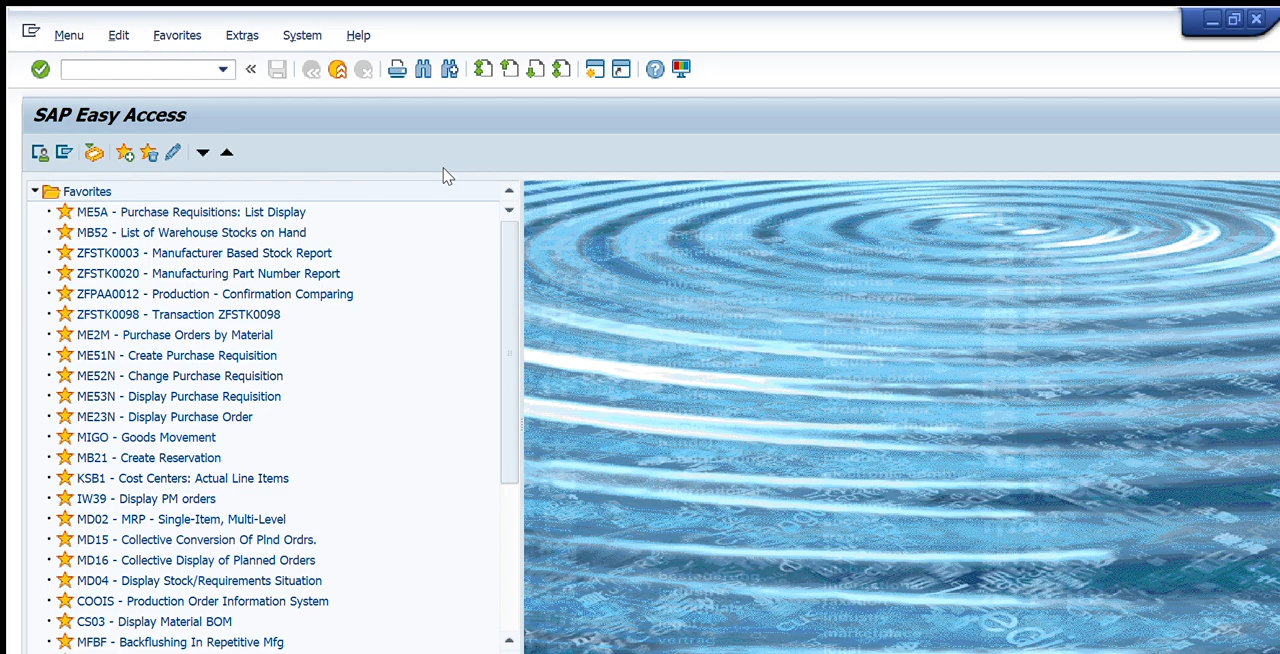 Menu Edit Favorites Extras System Help
SAP Easy Access
Favorites
ME5A - Purchase Requisitions: List Display
MB52 - List of Warehouse Stocks on Hand
ZFSTK0003 - Manufacturer Based Stock Report
ZFSTK0020 - Manufacturing Part Number Report
ZFPAA0012 - Production - Confirmation Comparing
ZFSTK0098 - Transaction ZFSTK0098
ME2M - Purchase Orders by Material
ME51N - Create Purchase Requisition
ME52N - Change Purchase Requisition
ME53N - Display Purchase Requisition
ME23N - Display Purchase Order
MIGO - Goods Movement
MB21 - Create Reservation
KSB1 - Cost Centers: Actual Line Items
IW39 - Display PM orders
MD02 - MRP - Single-Item, Multi-Level
MD15 - Collective Conversion Of Plnd Ordrs.
MD16 - Collective Display of Planned Orders
MD04 - Display Stock/Requirements Situation
COOIS - Production Order Information System
CS03 - Display Material BOM
MFBF - Backflushing In Repetitive Mfg